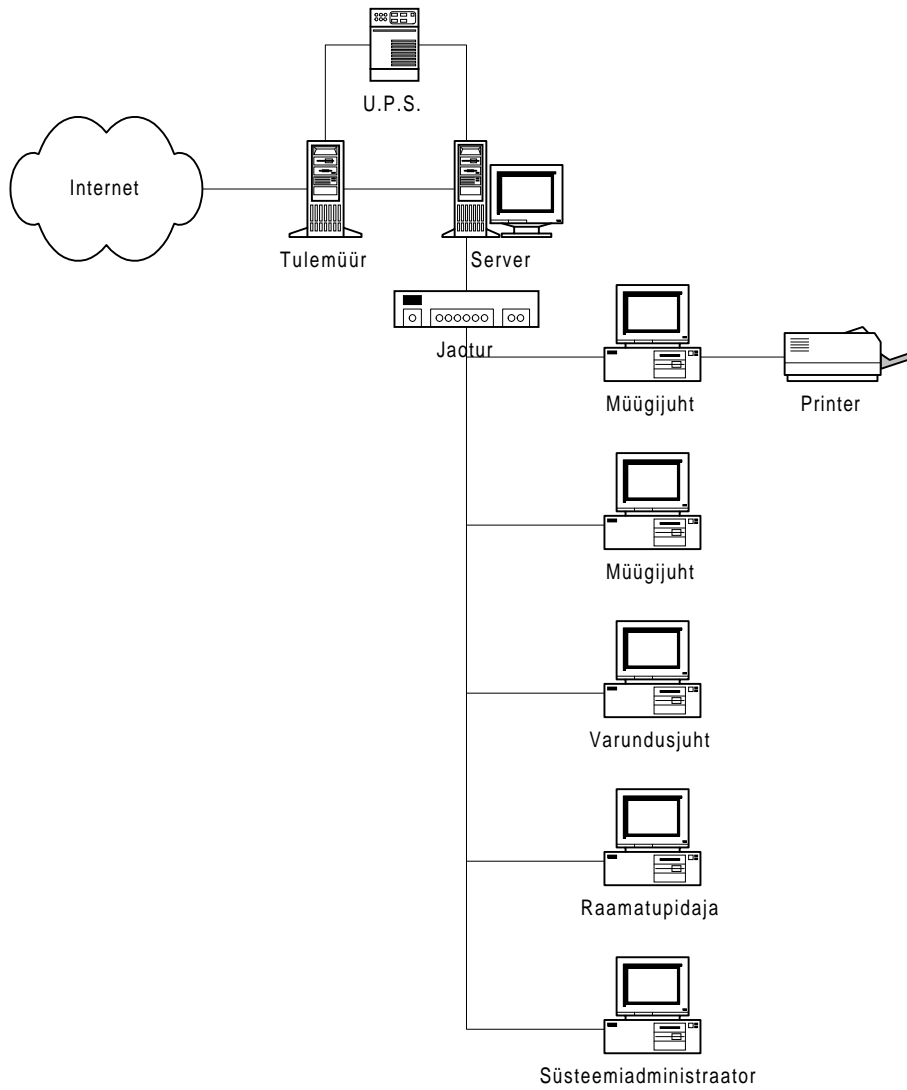 U.P.S.
Internet
Tulemüür
Server
Jaotur
Müügijuht
Printer
Müügijuht
Varundusjuht
Raamatupidaja
Süsteemiadministraator